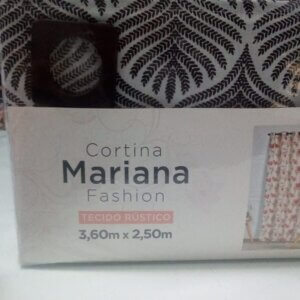 Cortina
Mariana
Fashion
TECIDO RÚSTICO
3,60m x 2,50m